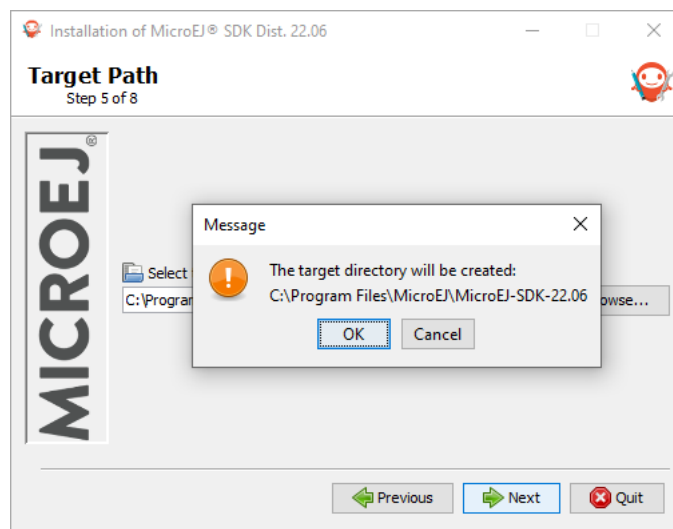 Installation of MicroEJ® SDK Dist. 22.06
Target Path
Step 5 of 8
MICROEJ®
Message
The target directory will be created:
C:\Program Files\MicroEJ\MicroEJ-SDK-22.06
OK Cancel
Select
C:\Program
owse...
Previous Next Quit